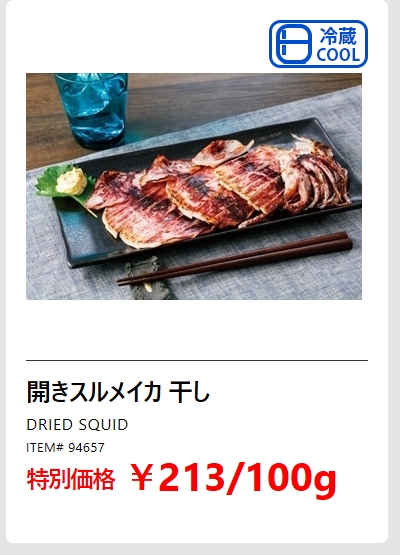 冷蔵
COOL
開きスルメイカ 干し
DRIED SQUID
ITEM# 94657
特別価格 ￥213/100g